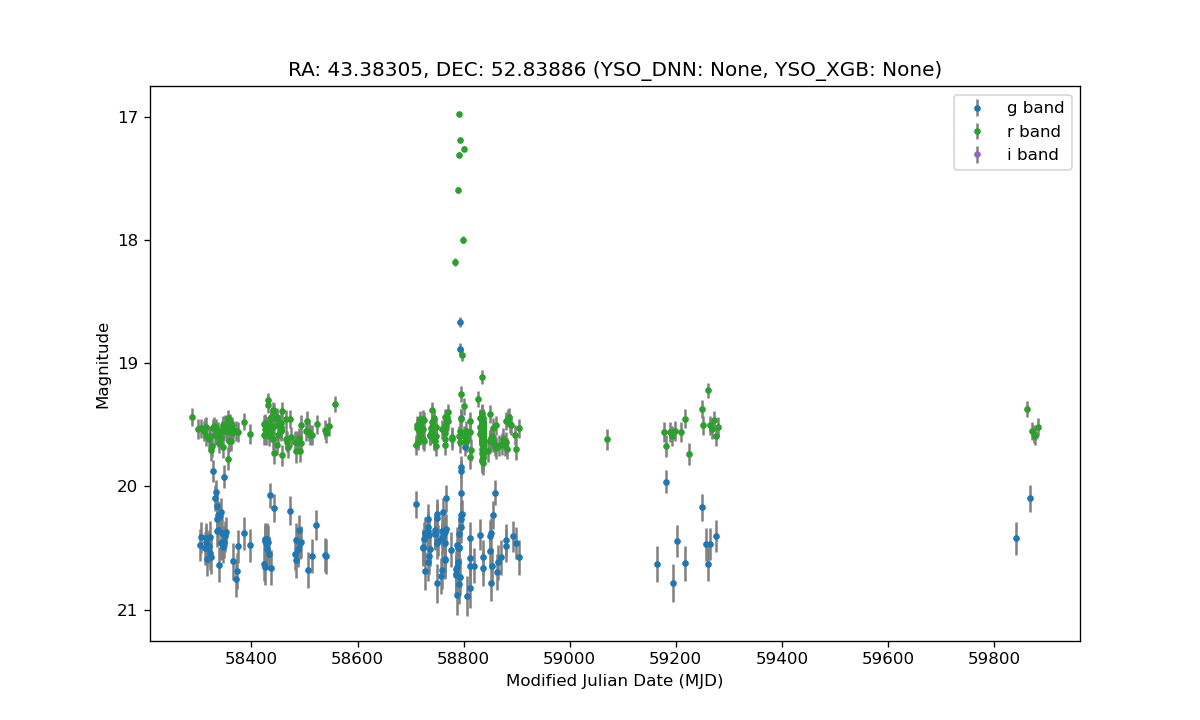 RA: 43.38305, DEC: 52.83886 (YSO_DNN: None, YSO_XGB: None)
g band
r band
i band
17
18
19
20
21
Magnitude
58400
58600
58800
59000
59200
59400
59600
59800
Modified Julian Date (MJD)